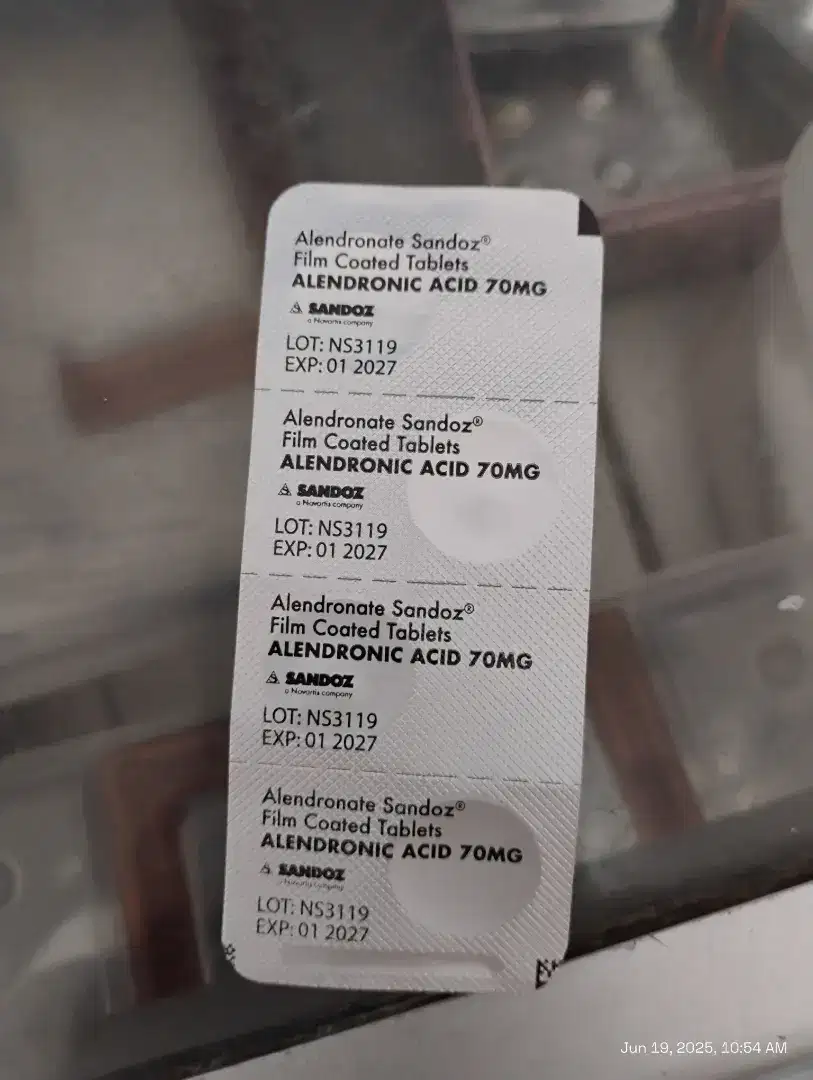 Alendronate Sandoz®
Film Coated Tablets
ALENDRONIC ACID 70MG
SANDOZ
a Novartis company
LOT: NS3119
EXP: 01 2027
Alendronate Sandoz®
Film Coated Tablets
ALENDRONIC ACID 70MG
SANDOZ
a Novartis company
LOT: NS3119
EXP: 01 2027
Alendronate Sandoz®
Film Coated Tablets
ALENDRONIC ACID 70MG
SANDOZ
a Novartis company
LOT: NS3119
EXP: 01 2027
Alendronate Sandoz®
Film Coated Tablets
ALENDRONIC ACID 70MG
SANDOZ
a Novartis company
LOT: NS3119
EXP: 01 2027
Jun 19, 2025, 10:54 AM